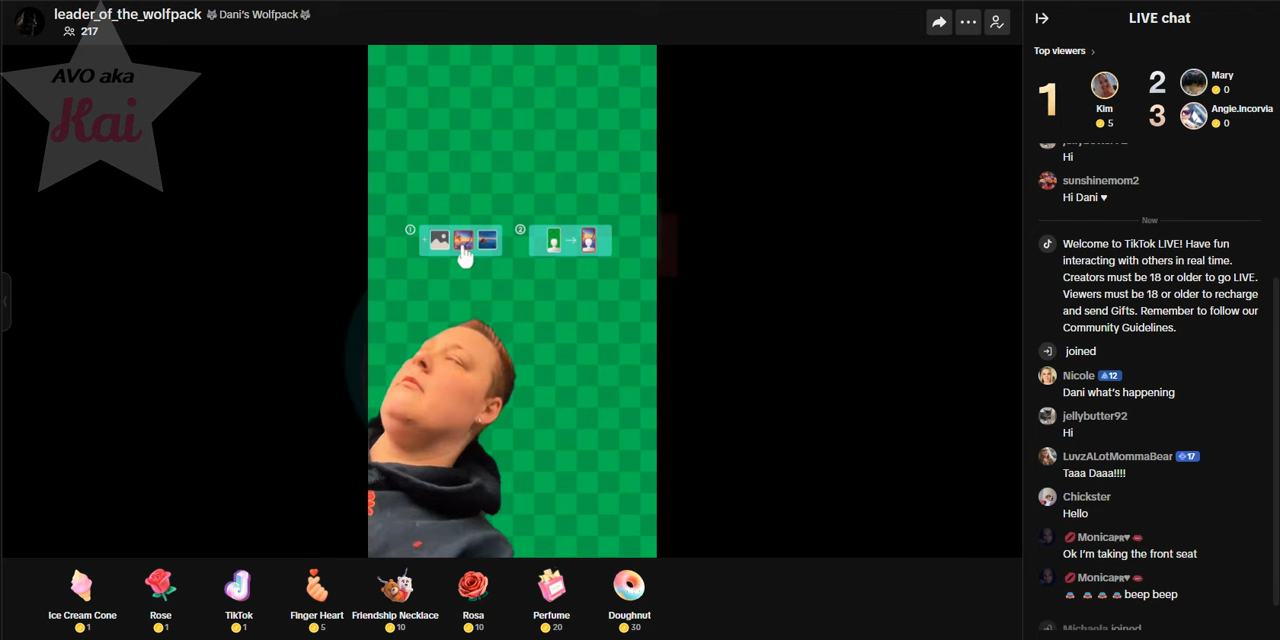 leader_of_the_wolfpack 🐺Dani's Wolfpack🐺
217
AVO aka
Kai
① ②
Ice Cream Cone
1
Rose
1
TikTok
1
Finger Heart
5
Friendship Necklace
10
Rosa
10
Perfume
20
Doughnut
30
LIVE chat
Top viewers >
1
Kim
5
2
Mary
0
3
Angie.Incorvia
0
Hi
sunshinemom2
Hi Dani ♥
Now
Welcome to TikTok LIVE! Have fun
interacting with others in real time.
Creators must be 18 or older to go LIVE.
Viewers must be 18 or older to recharge
and send Gifts. Remember to follow our
Community Guidelines.
joined
Nicole 12
Dani what's happening
jellybutter92
Hi
LuvzALotMommaBear 17
Taaa Daaa!!!!
Chickster
Hello
💋Monicaᴘʀ♥👄
Ok I'm taking the front seat
💋Monicaᴘʀ♥👄
🚘 🚘 🚘 🚘 beep beep
Michaela joined